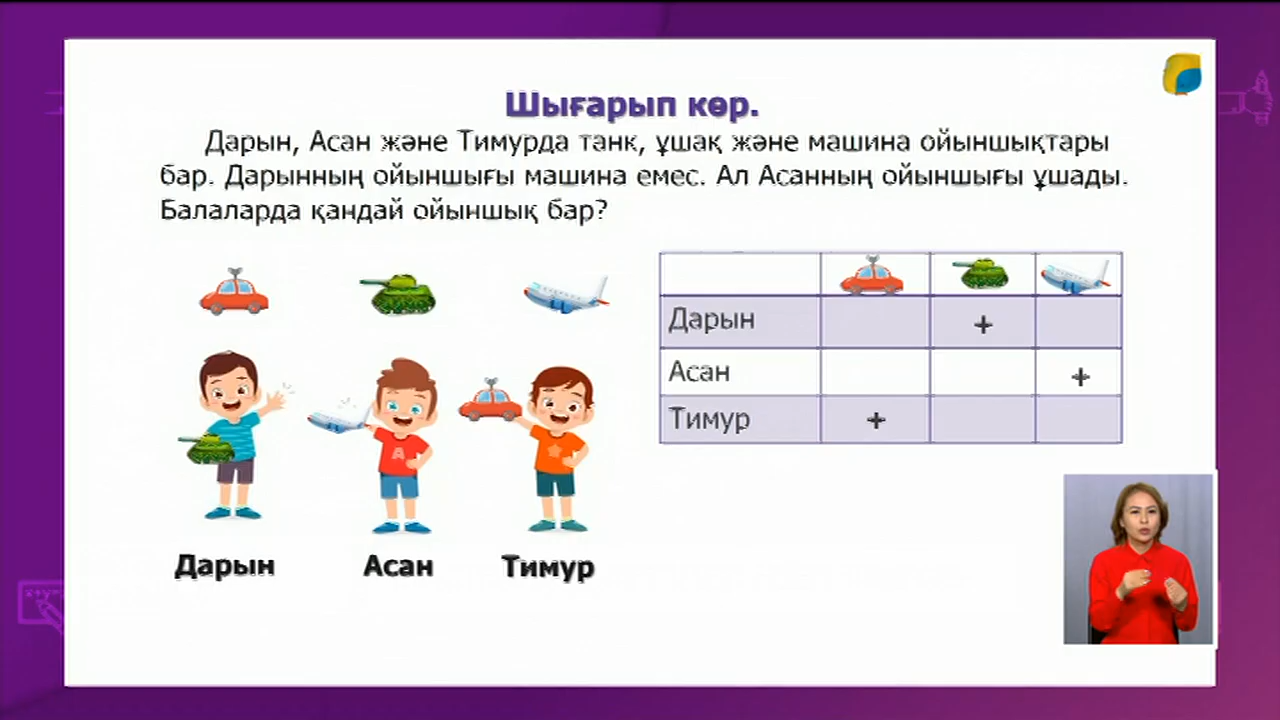 Шығарып көр.
Дарын, Асан және Тимурда танк, ұшақ және машина ойыншықтары
бар. Дарынның ойыншығы машина емес. Ал Асанның ойыншығы ұшады.
Балаларда қандай ойыншық бар?
Дарын +
Асан +
Тимур +
А
Дарын Асан Тимур